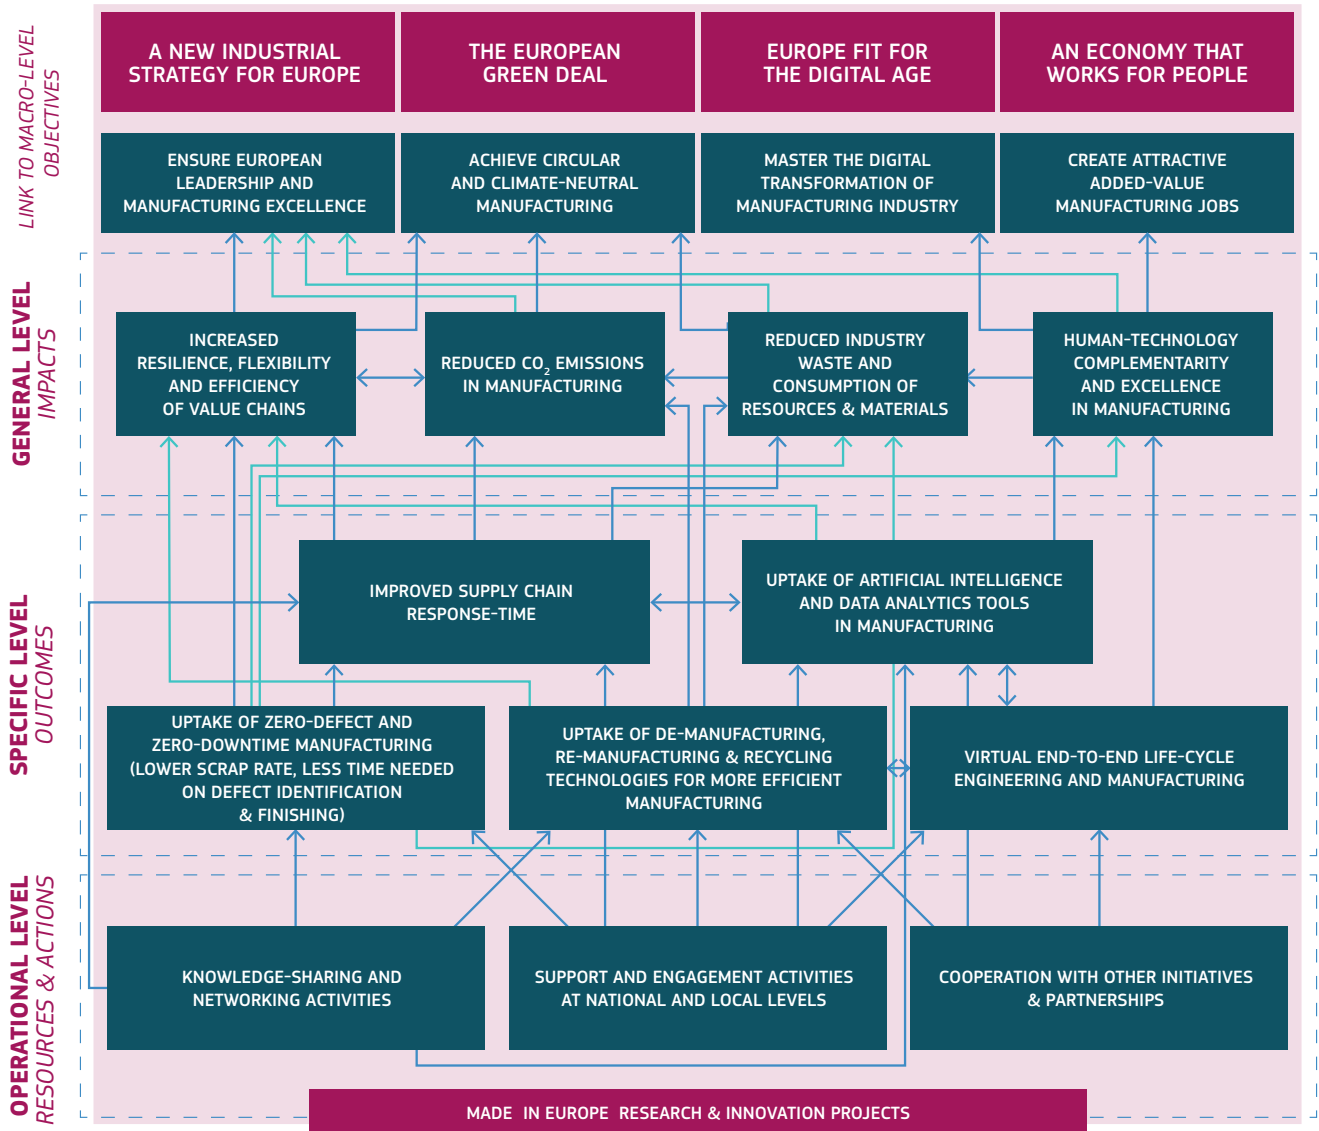 LINK TO MACRO-LEVEL
OBJECTIVES
A NEW INDUSTRIAL
STRATEGY FOR EUROPE
THE EUROPEAN
GREEN DEAL
EUROPE FIT FOR
THE DIGITAL AGE
AN ECONOMY THAT
WORKS FOR PEOPLE
ENSURE EUROPEAN
LEADERSHIP AND
MANUFACTURING EXCELLENCE
ACHIEVE CIRCULAR
AND CLIMATE-NEUTRAL
MANUFACTURING
MASTER THE DIGITAL
TRANSFORMATION OF
MANUFACTURING INDUSTRY
CREATE ATTRACTIVE
ADDED-VALUE
MANUFACTURING JOBS
GENERAL LEVEL
IMPACTS
INCREASED
RESILIENCE, FLEXIBILITY
AND EFFICIENCY
OF VALUE CHAINS
REDUCED CO₂ EMISSIONS
IN MANUFACTURING
REDUCED INDUSTRY
WASTE AND
CONSUMPTION OF
RESOURCES & MATERIALS
HUMAN-TECHNOLOGY
COMPLEMENTARITY
AND EXCELLENCE
IN MANUFACTURING
SPECIFIC LEVEL
OUTCOMES
IMPROVED SUPPLY CHAIN
RESPONSE-TIME
UPTAKE OF ARTIFICIAL INTELLIGENCE
AND DATA ANALYTICS TOOLS
IN MANUFACTURING
UPTAKE OF ZERO-DEFECT AND
ZERO-DOWNTIME MANUFACTURING
(LOWER SCRAP RATE, LESS TIME NEEDED
ON DEFECT IDENTIFICATION
& FINISHING)
UPTAKE OF DE-MANUFACTURING,
RE-MANUFACTURING & RECYCLING
TECHNOLOGIES FOR MORE EFFICIENT
MANUFACTURING
VIRTUAL END-TO-END LIFE-CYCLE
ENGINEERING AND MANUFACTURING
OPERATIONAL LEVEL
RESOURCES & ACTIONS
KNOWLEDGE-SHARING AND
NETWORKING ACTIVITIES
SUPPORT AND ENGAGEMENT ACTIVITIES
AT NATIONAL AND LOCAL LEVELS
COOPERATION WITH OTHER INITIATIVES
& PARTNERSHIPS
MADE IN EUROPE RESEARCH & INNOVATION PROJECTS